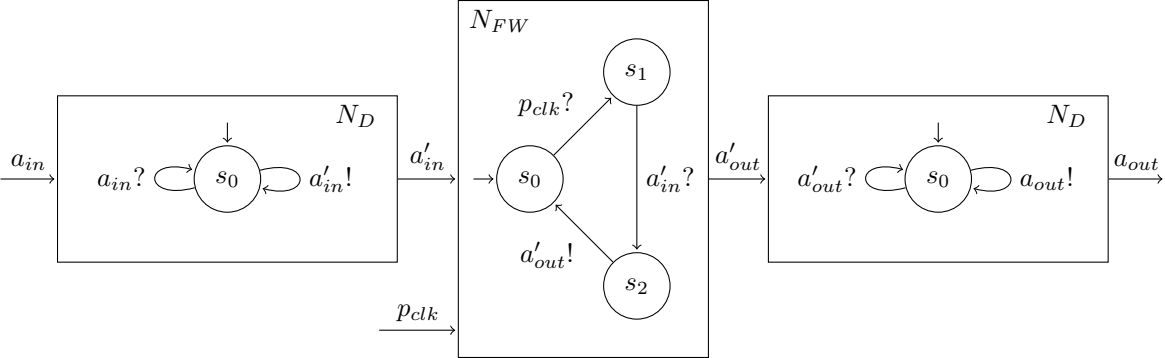 a_in
N_D
a_in?
s_0
a'_in!
a'_in
p_clk
N_FW
s_1
p_clk?
s_0
a'_in?
a'_out!
s_2
a'_out
N_D
a'_out?
s_0
a_out!
a_out